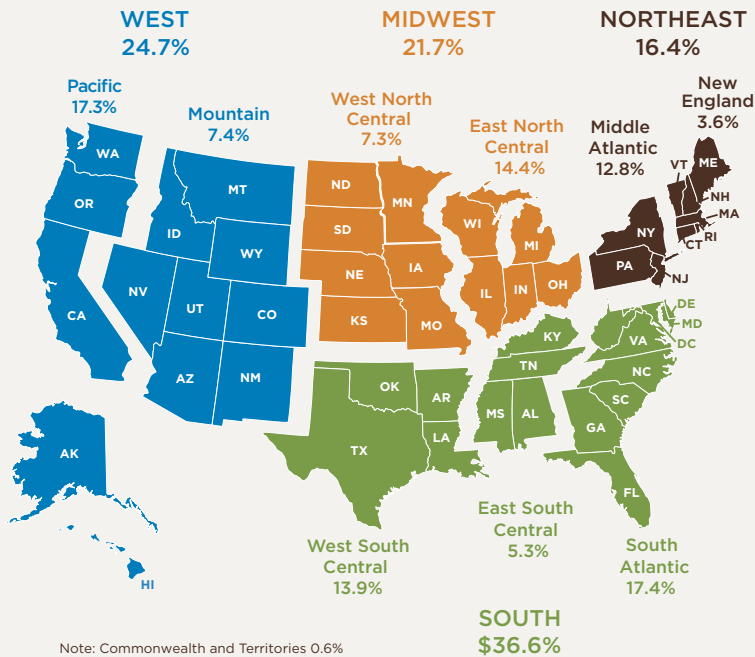 WEST
24.7%
MIDWEST
21.7%
NORTHEAST
16.4%
Pacific
17.3%
Mountain
7.4%
West North
Central
7.3%
East North
Central
14.4%
Middle
Atlantic
12.8%
New
England
3.6%
WA
OR
CA
NV
ID
MT
WY
UT
CO
AZ
NM
AK
HI
ND
SD
NE
KS
MN
IA
MO
WI
IL
MI
IN
OH
VT
ME
NH
MA
RI
CT
NY
PA
NJ
DE
MD
DC
VA
NC
SC
GA
FL
KY
TN
MS
AL
OK
AR
LA
TX
West South
Central
13.9%
East South
Central
5.3%
South
Atlantic
17.4%
SOUTH
$36.6%
Note: Commonwealth and Territories 0.6%